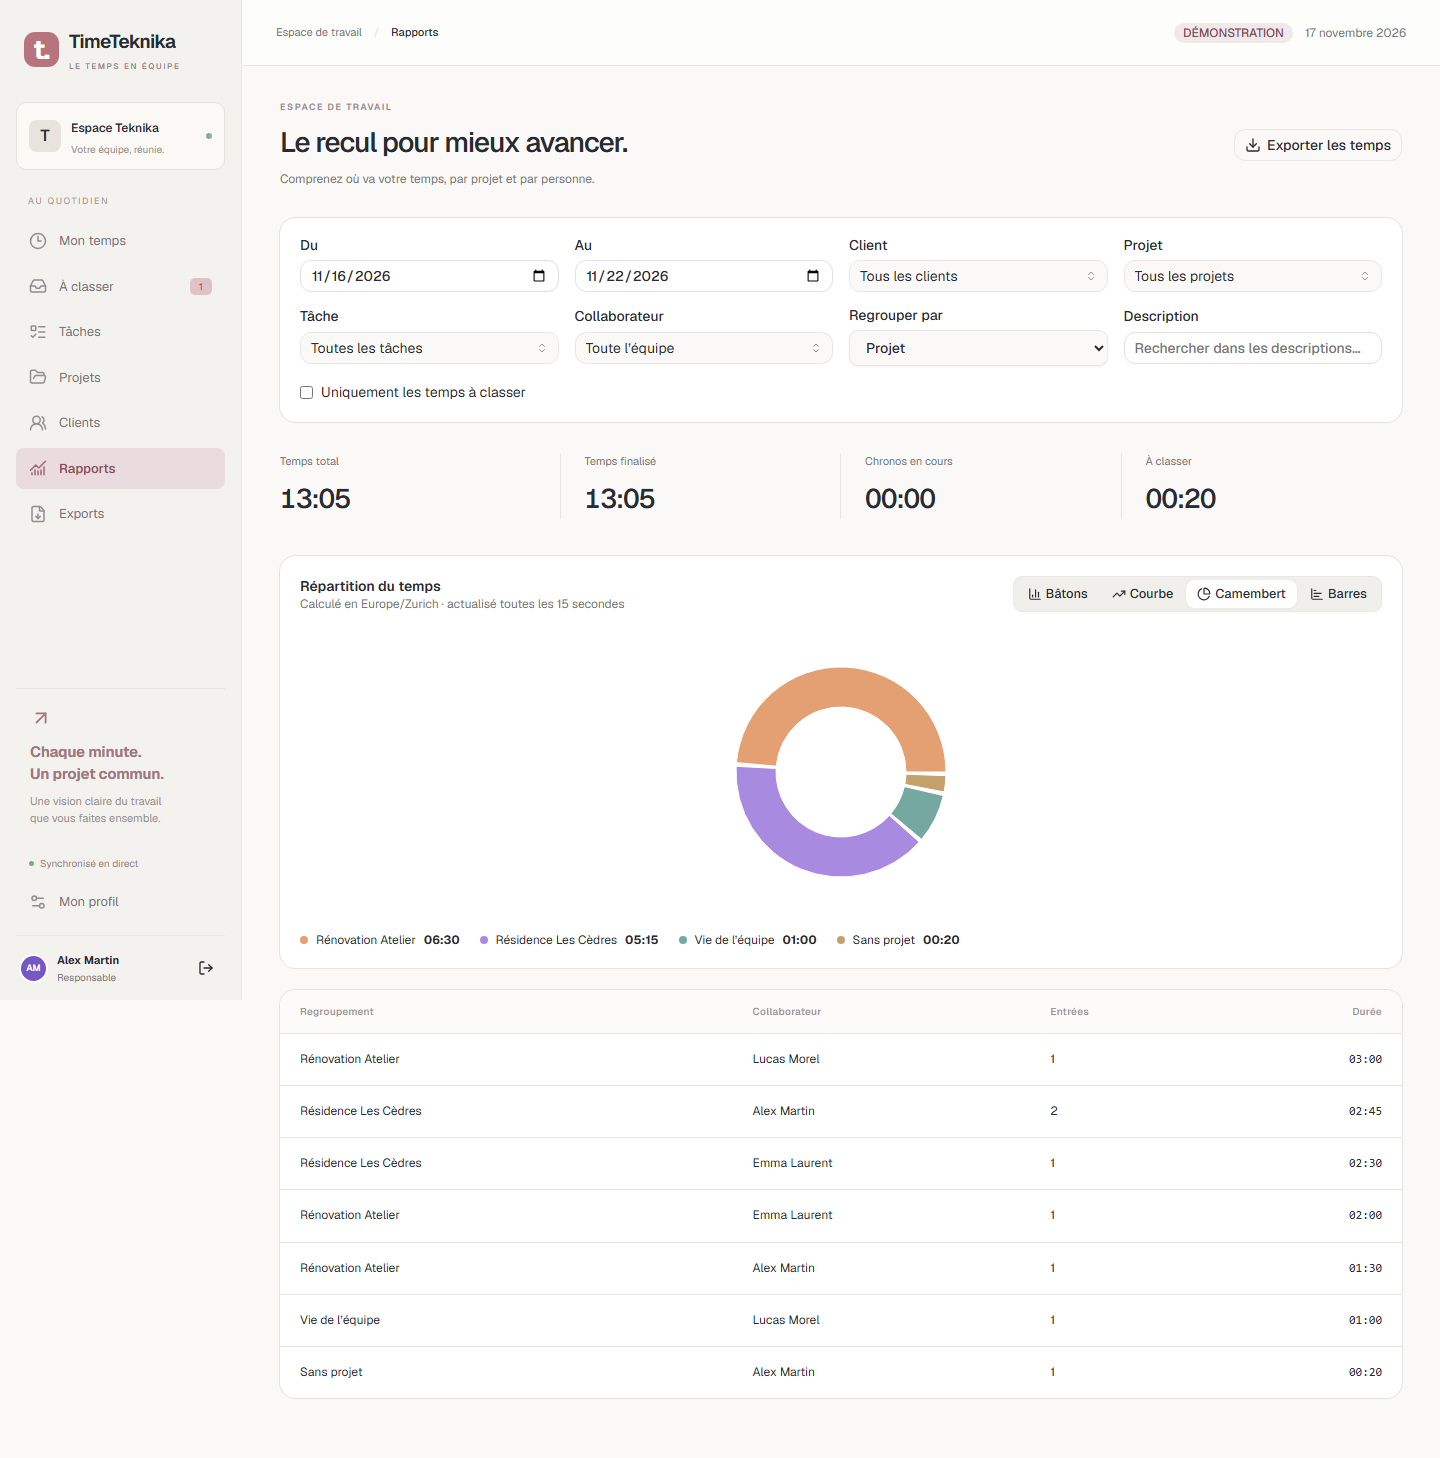 t.
TimeTeknika
LE TEMPS EN ÉQUIPE
T
Espace Teknika
Votre équipe, réunie.
AU QUOTIDIEN
Mon temps
À classer 1
Tâches
Projets
Clients
Rapports
Exports
Chaque minute.
Un projet commun.
Une vision claire du travail
que vous faites ensemble.
Synchronisé en direct
Mon profil
AM
Alex Martin
Responsable
Espace de travail / Rapports
DÉMONSTRATION 17 novembre 2026
ESPACE DE TRAVAIL
Le recul pour mieux avancer.
Comprenez où va votre temps, par projet et par personne.
Exporter les temps
Du Au Client Projet
11/16/2026 11/22/2026 Tous les clients Tous les projets
Tâche Collaborateur Regrouper par Description
Toutes les tâches Toute l'équipe Projet Rechercher dans les descriptions...
Uniquement les temps à classer
Temps total Temps finalisé Chronos en cours À classer
13:05 13:05 00:00 00:20
Répartition du temps
Calculé en Europe/Zurich · actualisé toutes les 15 secondes
Bâtons Courbe Camembert Barres
Rénovation Atelier 06:30 Résidence Les Cèdres 05:15 Vie de l'équipe 01:00 Sans projet 00:20
Regroupement Collaborateur Entrées Durée
Rénovation Atelier Lucas Morel 1 03:00
Résidence Les Cèdres Alex Martin 2 02:45
Résidence Les Cèdres Emma Laurent 1 02:30
Rénovation Atelier Emma Laurent 1 02:00
Rénovation Atelier Alex Martin 1 01:30
Vie de l'équipe Lucas Morel 1 01:00
Sans projet Alex Martin 1 00:20